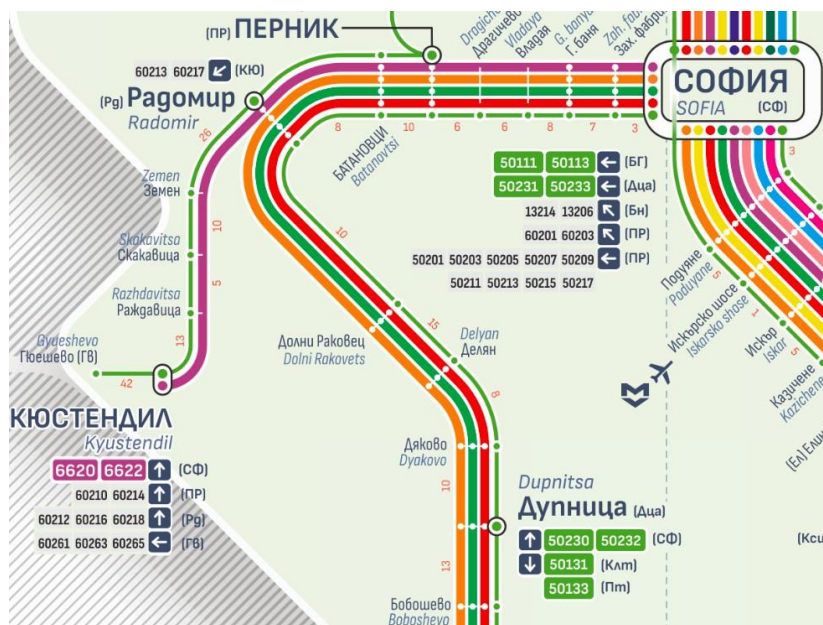 (ПР) ПЕРНИК
Dragichevo
Драгичево
Vladaya
Владая
G. banya
Г. баня
Зах. фабрика
СОФИЯ
SOFIA (СФ)
3
60213 60217 (КЮ)
(Рд) Радомир
Radomir
26
8
10
6
6
8
7
3
БАТАНОВЦИ
Batanovtsi
Zemen
Земен
10
Skakavitsa
Скакавица
5
Razhdavitsa
Раждавица
13
Gyueshevo
Гюешево (Гв)
42
50111 50113 (БГ)
50231 50233 (Дца)
13214 13206 (Бн)
60201 60203 (ПР)
50201 50203 50205 50207 50209 (ПР)
50211 50213 50215 50217
Подуяне
Poduyane
5
Искърско шосе
Iskarsko shose
1
Искър
Iskar
5
Казичене
Kazichene
10
Долни Раковец
Dolni Rakovets
15
Delyan
Делян
8
КЮСТЕНДИЛ
Kyustendil
6620 6622 (СФ)
60210 60214 (ПР)
60212 60216 60218 (Рд)
60261 60263 60265 (Гв)
Дяково
Dyakovo
10
Dupnitsa
Дупница (Дца)
50230 50232 (СФ)
50131 (Клт)
50133 (Пт)
13
Бобошево
Boboshevo